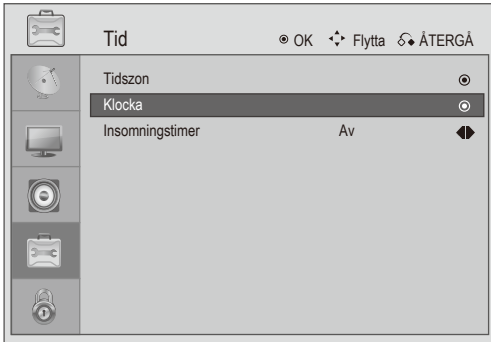 Tid OK Flytta ÅTERGÅ
Tidszon
Klocka
Insomningstimer Av